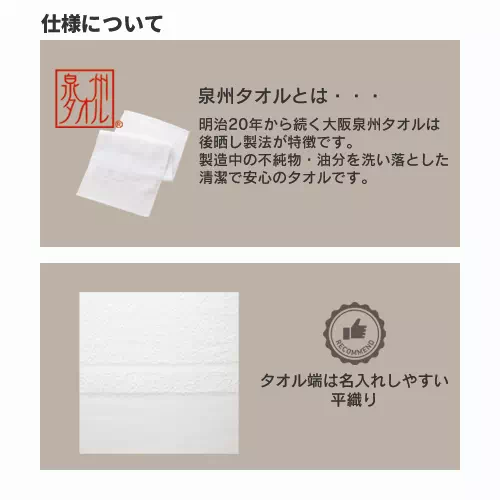 仕様について
泉州
タオル
®
泉州タオルとは・・・
明治20年から続く大阪泉州タオルは
後晒し製法が特徴です。
製造中の不純物・油分を洗い落とした
清潔で安心のタオルです。
RECOMMENG
タオル端は名入れしやすい
平織り